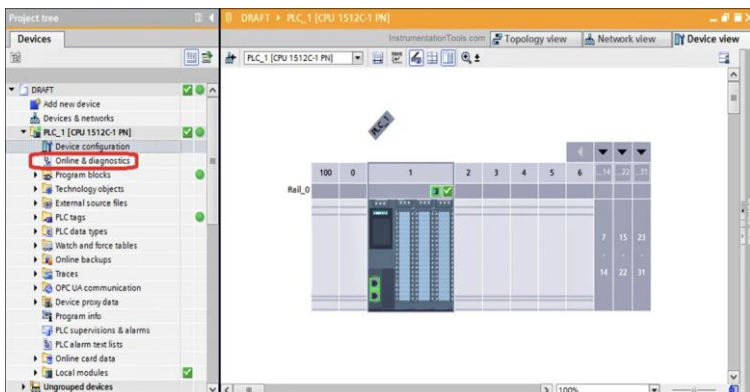 Project tree
DRAFT ▸ PLC_1 [CPU 1512C-1 PN]
Devices
InstrumentationTools.com
Topology view
Network view
Device view
PLC_1 [CPU 1512C-1 PN]
DRAFT
Add new device
Devices & networks
PLC_1 [CPU 1512C-1 PN]
Device configuration
Online & diagnostics
Program blocks
Technology objects
External source files
PLC tags
PLC data types
Watch and force tables
Online backups
Traces
OPC UA communication
Device proxy data
Program info
PLC supervisions & alarms
PLC alarm text lists
Online card data
Local modules
Ungrouped devices
PLC_1
100 0 1 2 3 4 5 6 ...14 ...22 ...31
Rail_0
7 15 23
14 22 31
100%